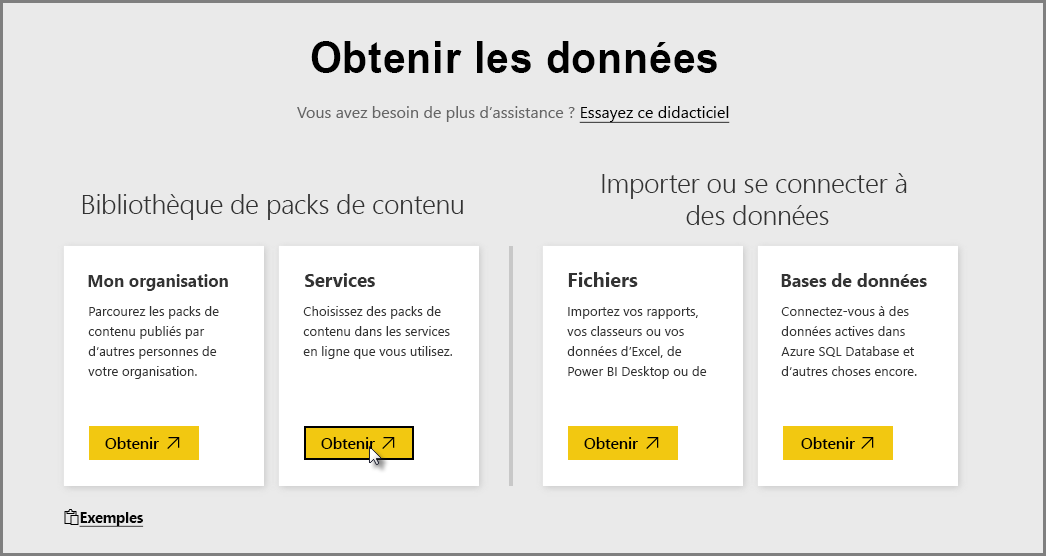 Obtenir les données
Vous avez besoin de plus d'assistance ? Essayez ce didacticiel
Bibliothèque de packs de contenu
Importer ou se connecter à
des données
Mon organisation
Parcourez les packs de
contenu publiés par
d'autres personnes de
votre organisation.
Obtenir
Services
Choisissez des packs de
contenu dans les services
en ligne que vous utilisez.
Obtenir
Fichiers
Importez vos rapports,
vos classeurs ou vos
données d'Excel, de
Power BI Desktop ou de
Obtenir
Bases de données
Connectez-vous à des
données actives dans
Azure SQL Database et
d'autres choses encore.
Obtenir
Exemples